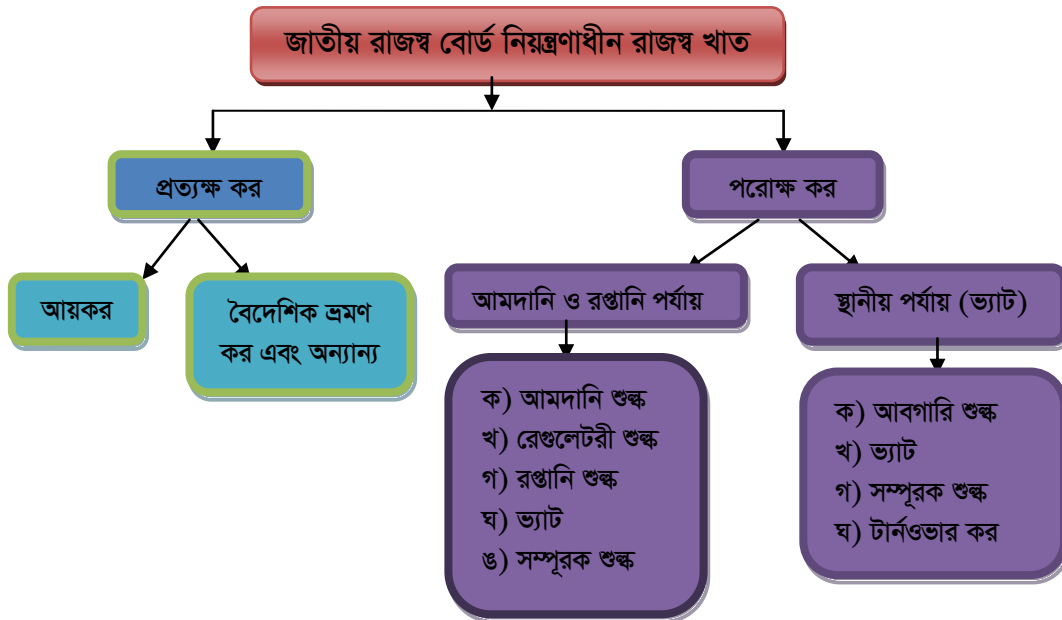 জাতীয় রাজস্ব বোর্ড নিয়ন্ত্রণাধীন রাজস্ব খাত
প্রত্যক্ষ কর
পরোক্ষ কর
আয়কর
বৈদেশিক ভ্রমণ
কর এবং অন্যান্য
আমদানি ও রপ্তানি পর্যায়
স্থানীয় পর্যায় (ভ্যাট)
ক) আমদানি শুল্ক
খ) রেগুলেটরী শুল্ক
গ) রপ্তানি শুল্ক
ঘ) ভ্যাট
ঙ) সম্পূরক শুল্ক
ক) আবগারি শুল্ক
খ) ভ্যাট
গ) সম্পূরক শুল্ক
ঘ) টার্নওভার কর